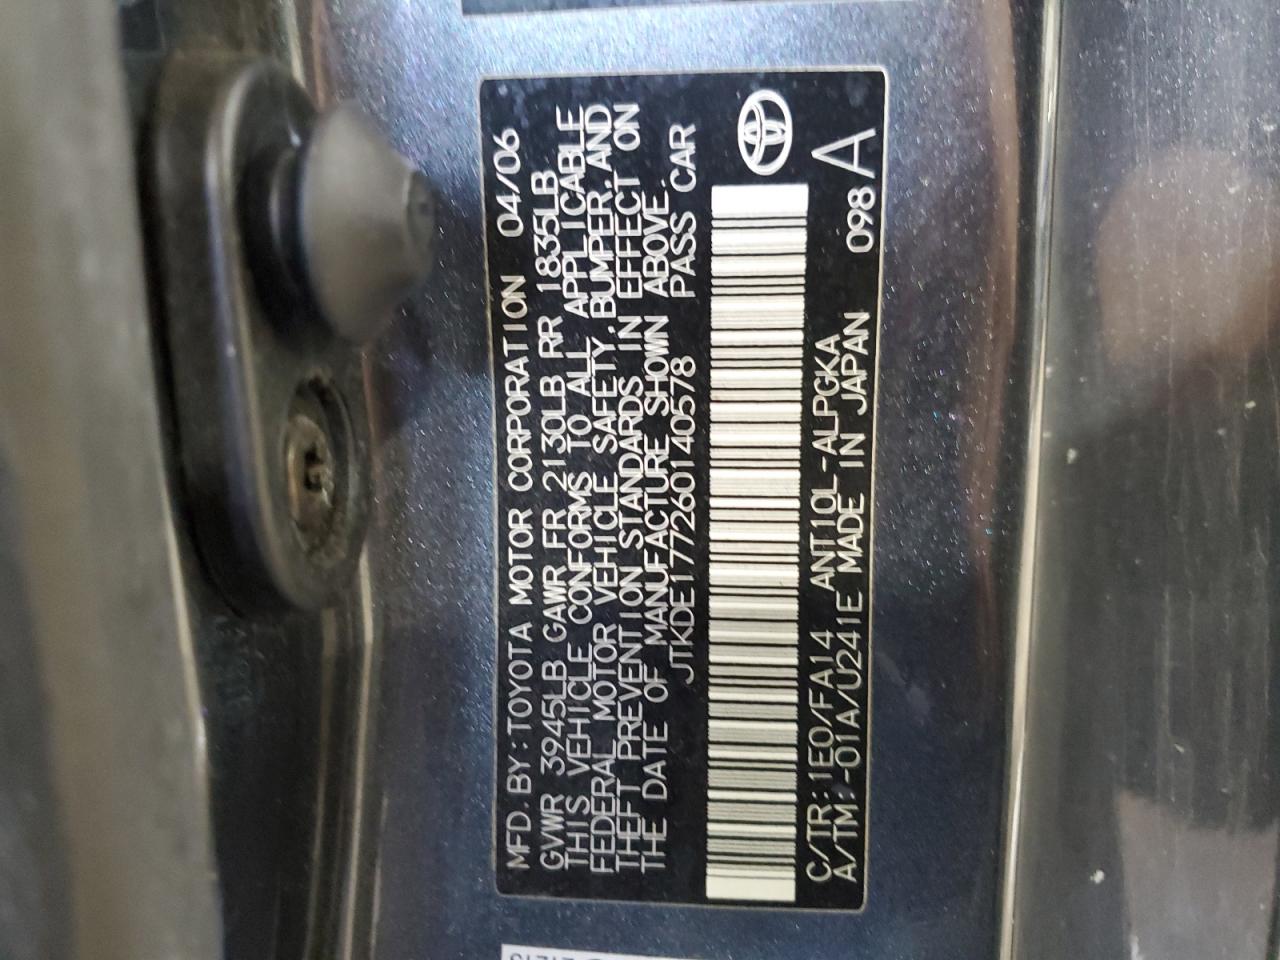 MFD. BY: TOYOTA MOTOR CORPORATION 04/06
GVWR 3945LB GAWR FR 2130LB RR 1835LB
THIS VEHICLE CONFORMS TO ALL APPLICABLE
FEDERAL MOTOR VEHICLE SAFETY, BUMPER, AND
THEFT PREVENTION STANDARDS IN EFFECT ON
THE DATE OF MANUFACTURE SHOWN ABOVE.
JTKDE177260140578 PASS CAR
C/TR: 1E0/FA14 ANT10L-ALPGKA 098 A
A/TM: -01A/U241E MADE IN JAPAN